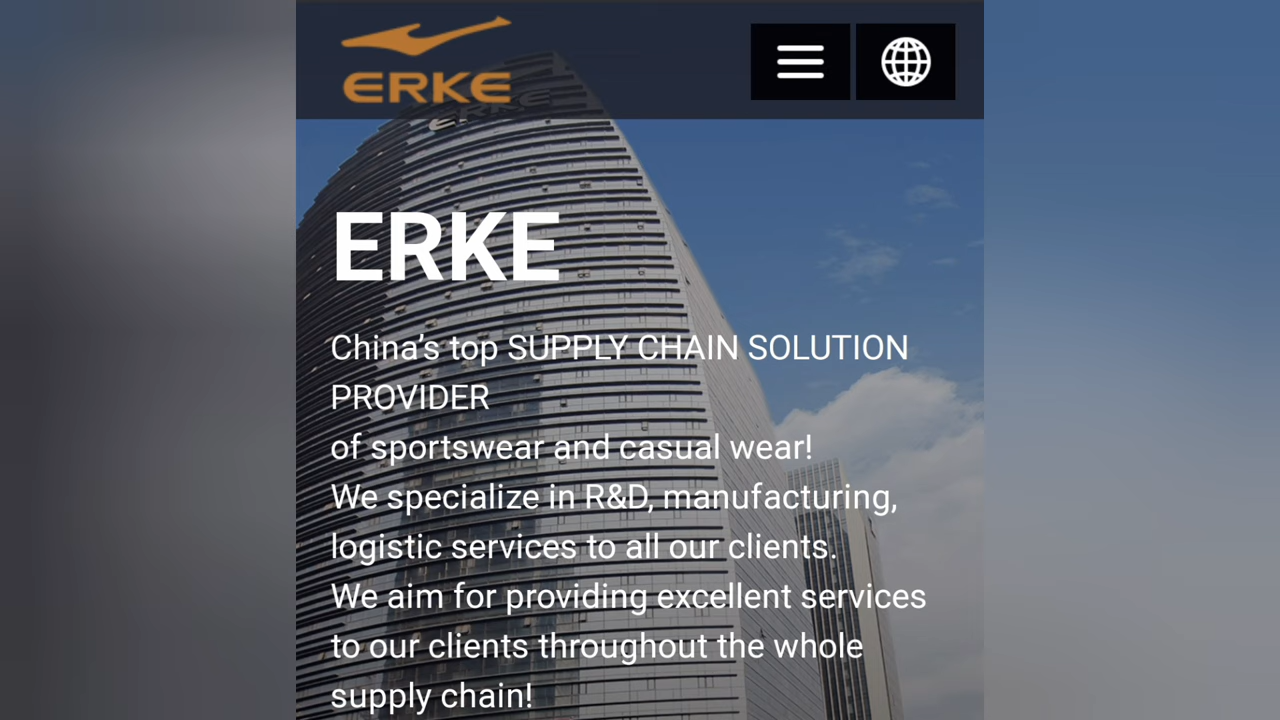 ERKE
ERKE
ERKE
China’s top SUPPLY CHAIN SOLUTION
PROVIDER
of sportswear and casual wear!
We specialize in R&D, manufacturing,
logistic services to all our clients.
We aim for providing excellent services
to our clients throughout the whole
supply chain!